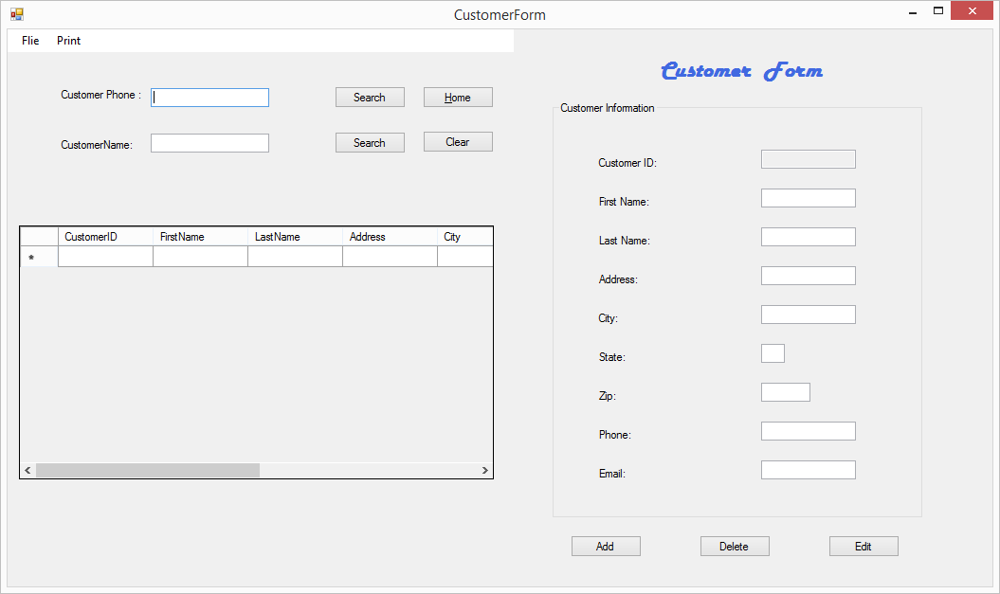 CustomerForm
Flie Print
Customer Form
Customer Phone : Search Home
CustomerName: Search Clear
CustomerID FirstName LastName Address City
*
Customer Information
Customer ID:
First Name:
Last Name:
Address:
City:
State:
Zip:
Phone:
Email:
Add Delete Edit